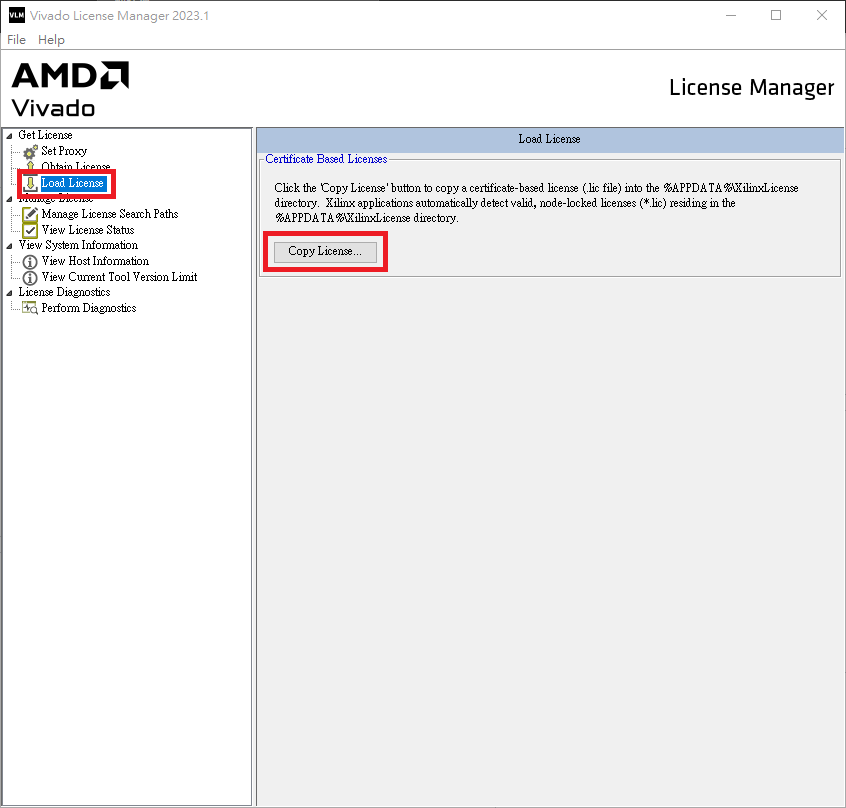 VLM Vivado License Manager 2023.1
File Help
AMD
Vivado
License Manager
Get License
Set Proxy
Obtain License
Load License
Manage License
Manage License Search Paths
View License Status
View System Information
View Host Information
View Current Tool Version Limit
License Diagnostics
Perform Diagnostics
Load License
Certificate Based Licenses
Click the 'Copy License' button to copy a certificate-based license (.lic file) into the %APPDATA%\XilinxLicense
directory. Xilinx applications automatically detect valid, node-locked licenses (*.lic) residing in the
%APPDATA%\XilinxLicense directory.
Copy License...